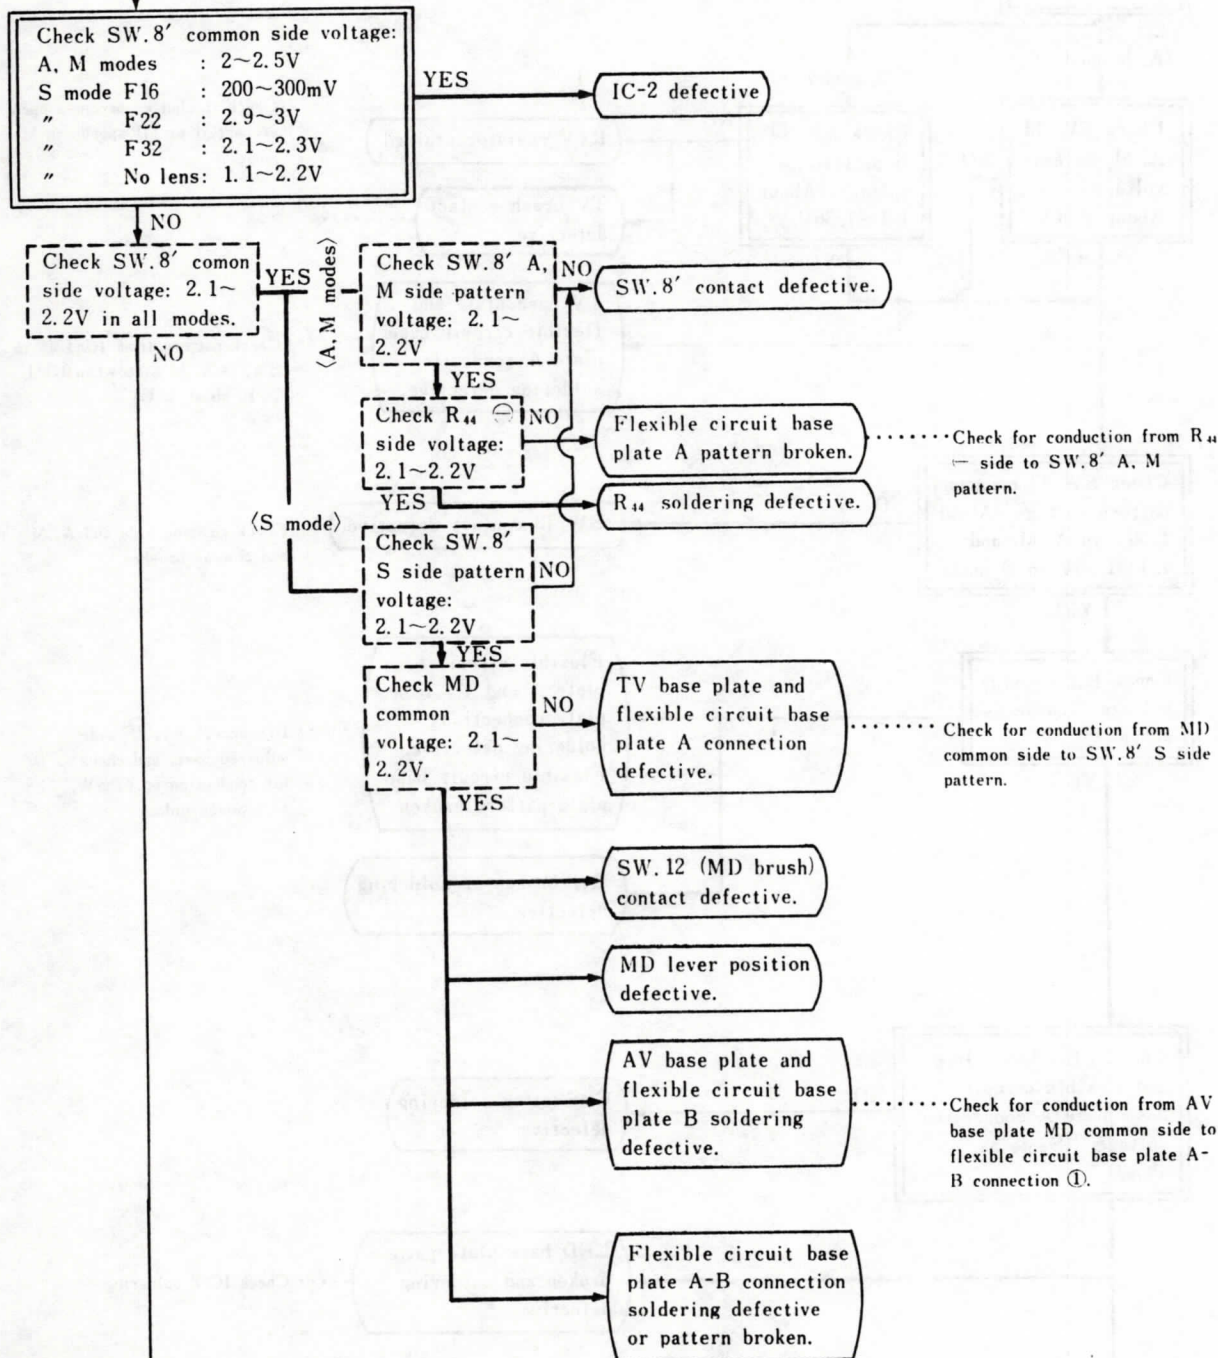 Check SW.8′ common side voltage:
A, M modes : 2~2.5V
S mode F16 : 200~300mV
〃 F22 : 2.9~3V
〃 F32 : 2.1~2.3V
〃 No lens: 1.1~2.2V
YES
IC-2 defective
NO
Check SW.8′ comon
side voltage: 2.1~
2.2V in all modes.
YES
NO
〈A, M modes〉
Check SW.8′ A,
M side pattern
voltage: 2.1~
2.2V
NO
SW.8′ contact defective.
YES
Check R₄₄ ⊖
side voltage:
2.1~2.2V
NO
Flexible circuit base
plate A pattern broken.
Check for conduction from R₄₄
— side to SW.8′ A, M
pattern.
YES
R₄₄ soldering defective.
〈S mode〉
Check SW.8′
S side pattern
voltage:
2.1~2.2V
NO
YES
Check MD
common
voltage: 2.1~
2.2V.
NO
TV base plate and
flexible circuit base
plate A connection
defective.
Check for conduction from MD
common side to SW.8′ S side
pattern.
YES
SW.12 (MD brush)
contact defective.
MD lever position
defective.
AV base plate and
flexible circuit base
plate B soldering
defective.
Check for conduction from AV
base plate MD common side to
flexible circuit base plate A-
B connection ①.
Flexible circuit base
plate A-B connection
soldering defective
or pattern broken.